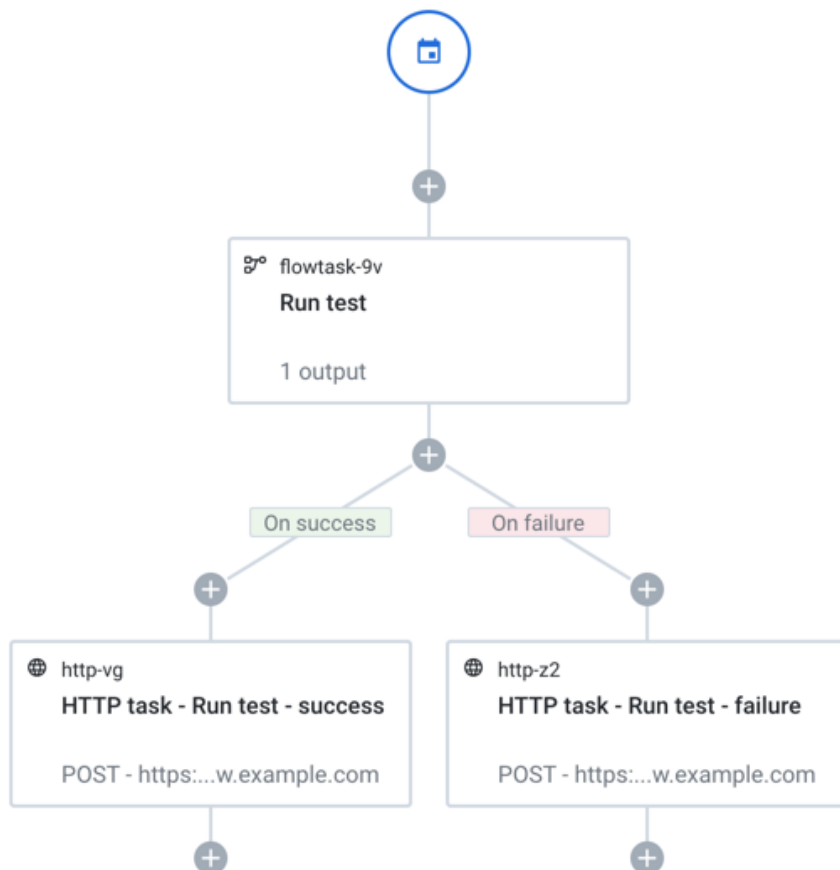 flowtask-9v
Run test
1 output
On success
On failure
http-vg
HTTP task - Run test - success
POST - https:...w.example.com
http-z2
HTTP task - Run test - failure
POST - https:...w.example.com